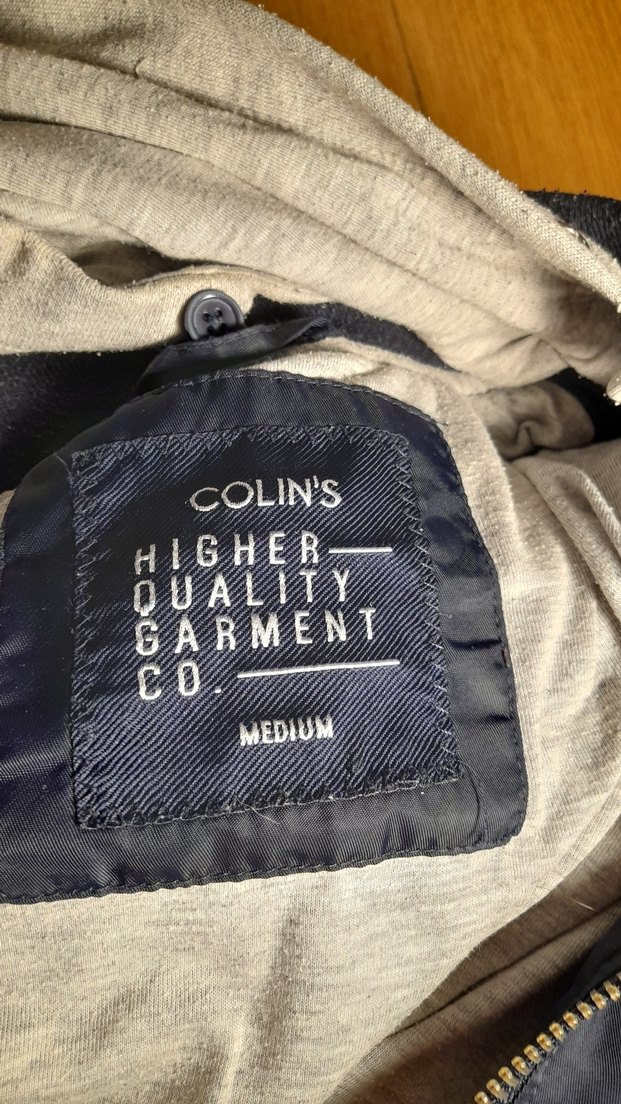 COLIN'S
HIGHER
QUALITY
GARMENT
CO.
MEDIUM